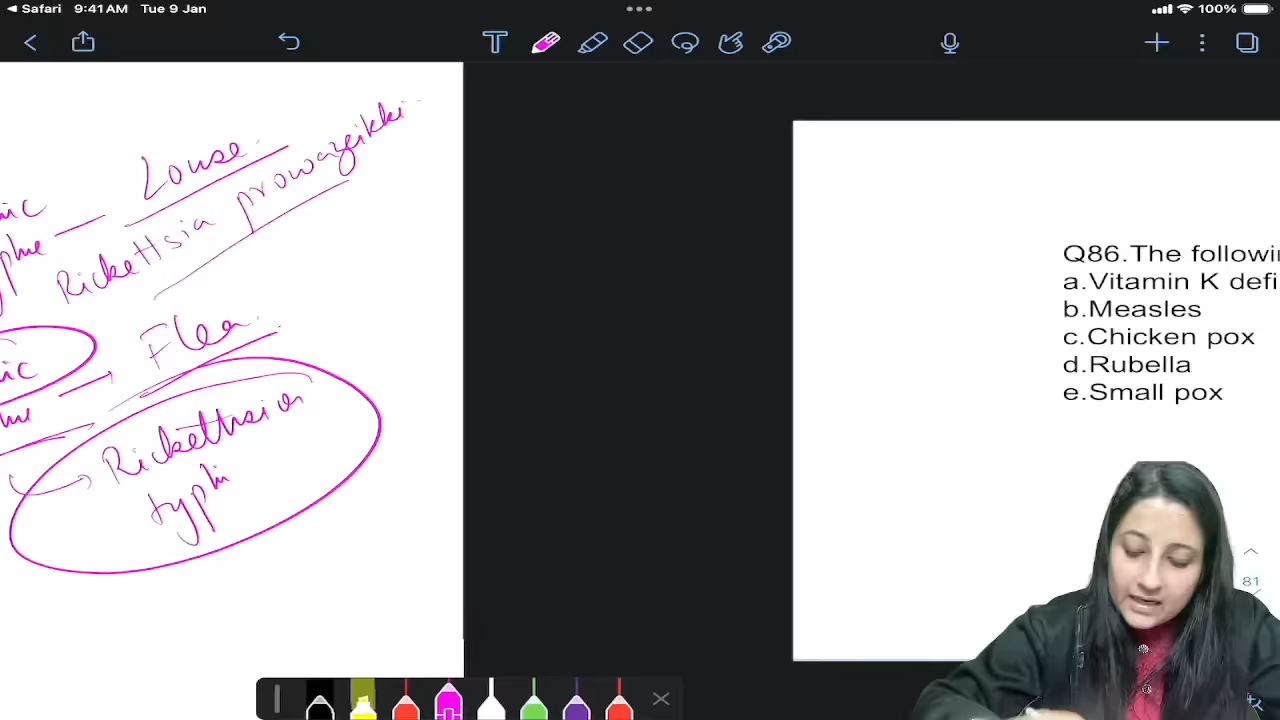 Safari 9:41 AM Tue 9 Jan
100%
Louse.
Rickettsia prowazeikki
Flea.
Rickettsia
typhi
Q86.The followi
a.Vitamin K defi
b.Measles
c.Chicken pox
d.Rubella
e.Small pox
81